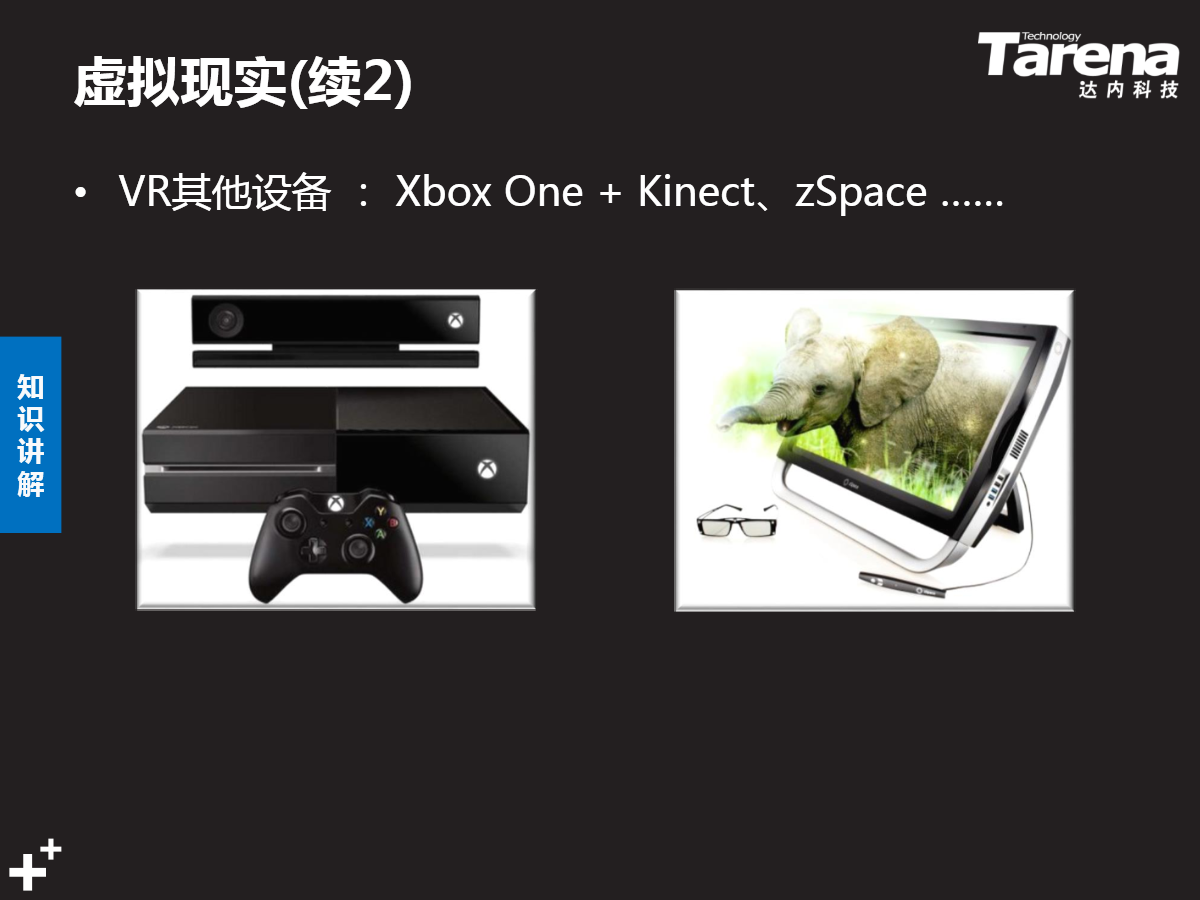 虚拟现实(续2)
Technology
Tarena
达内科技
• VR其他设备 ： Xbox One + Kinect、zSpace ......
知识讲解
X
Y
B
A